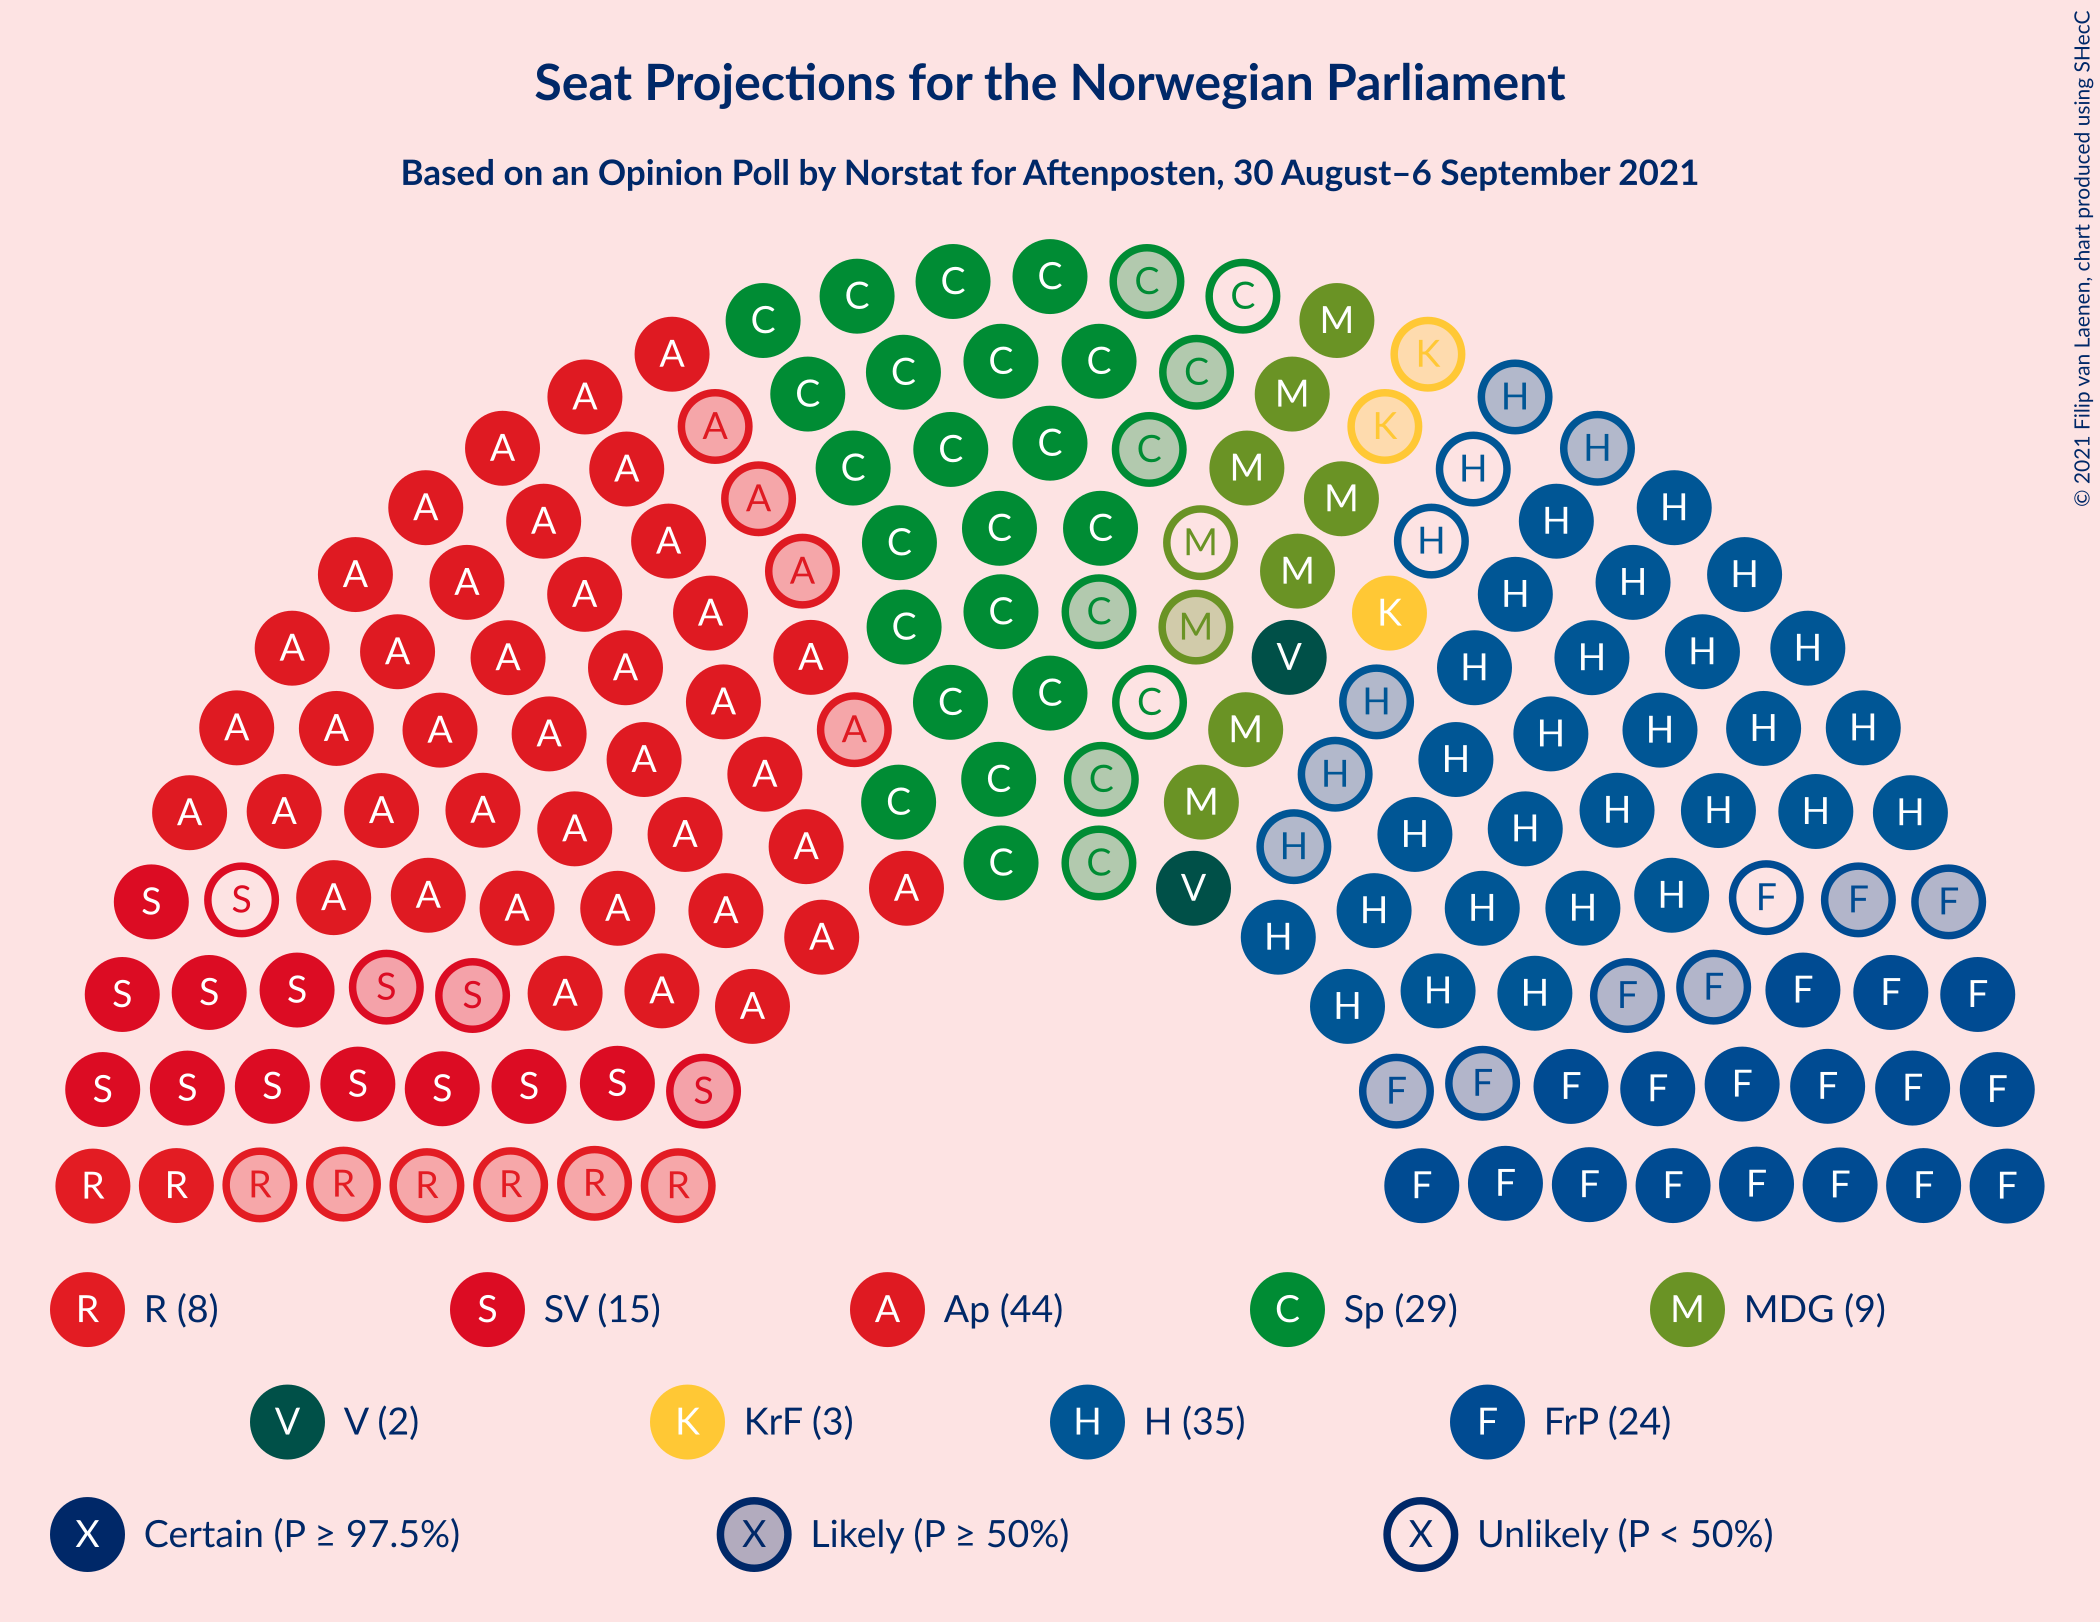 Seat Projections for the Norwegian Parliament
Based on an Opinion Poll by Norstat for Aftenposten, 30 August–6 September 2021
© 2021 Filip van Laenen, chart produced using SHecC
C C C C C C M
A K
A A K H
A A A C C C C C M H H
A A A C C C C M M H H H
A A A A C C C M M H H H
A A A A A C C C M V K H H H H
A A A A A A C C C M H H H H H
A A A A A A A C C C M H H H H H H
S S A A A A A A A C C V H H H H H H F F F
S S S S S A A A H H H F F F F F
S S S S S S S S F F F F F F F F
R R R R R R R R F F F F F F F F
R R (8) S SV (15) A Ap (44) C Sp (29) M MDG (9)
V V (2) K KrF (3) H H (35) F FrP (24)
X Certain (P ≥ 97.5%) X Likely (P ≥ 50%) X Unlikely (P < 50%)